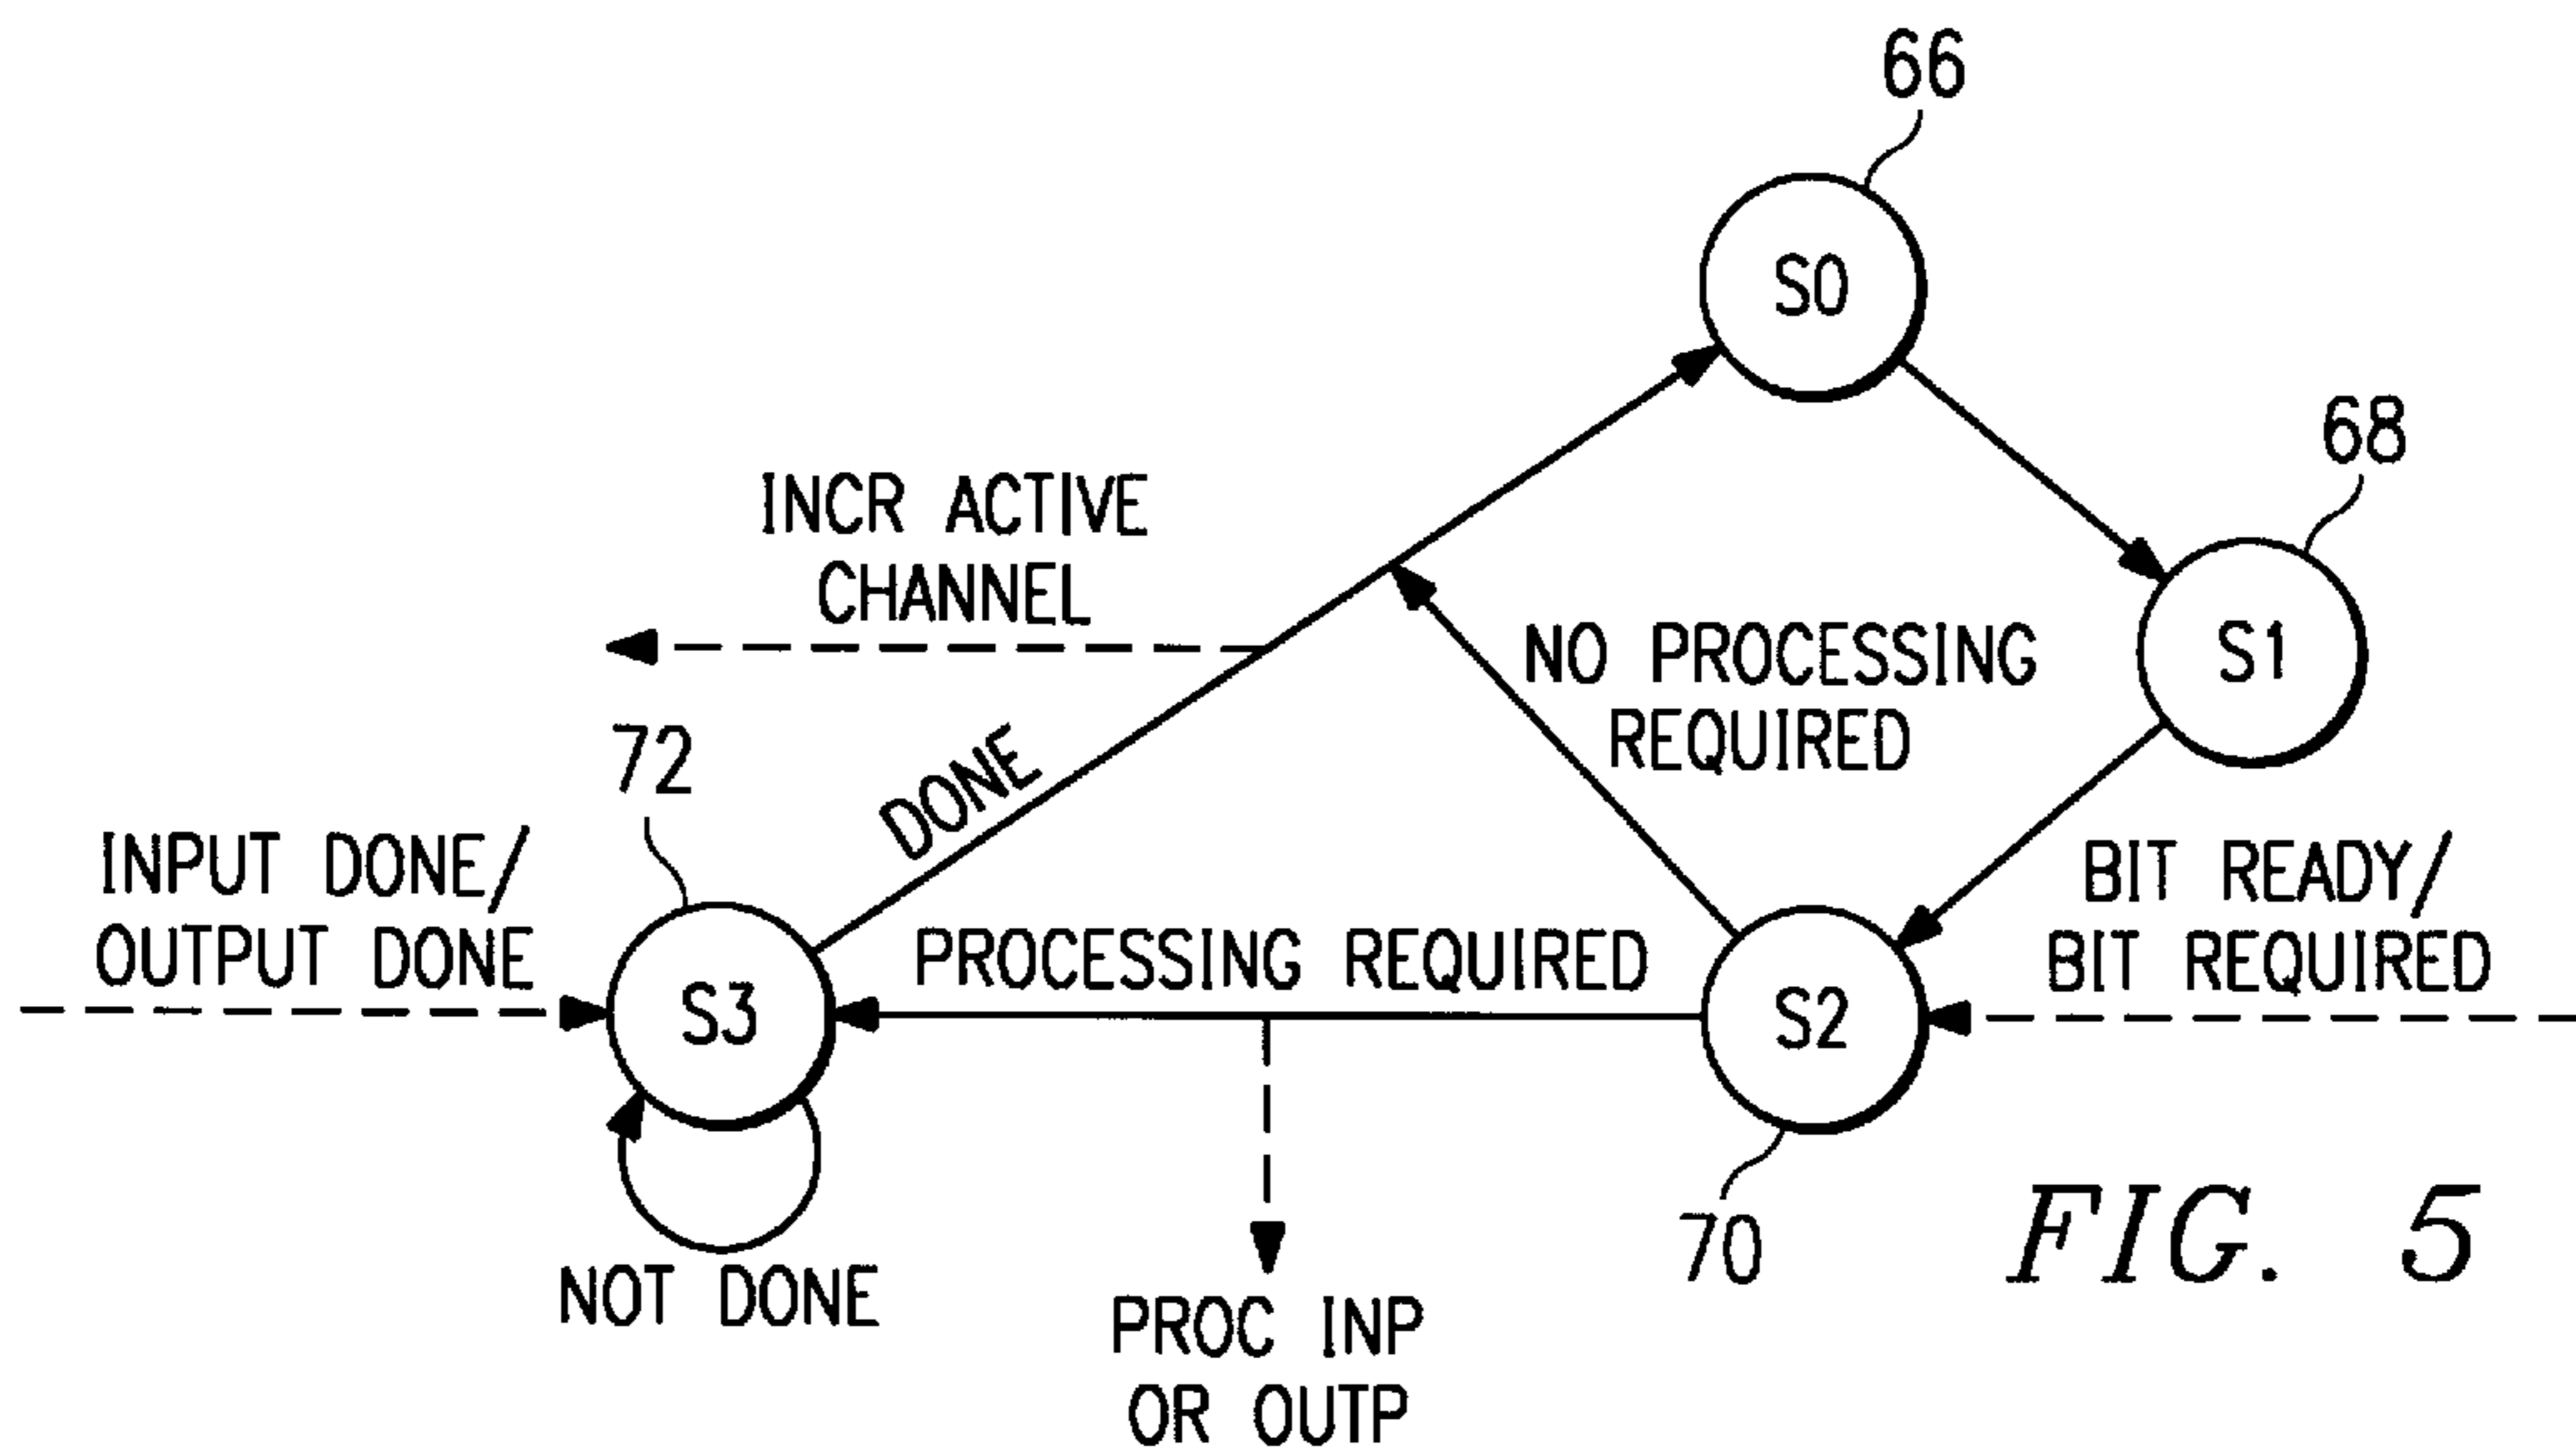 66
S0
68
INCR ACTIVE
CHANNEL
S1
NO PROCESSING
REQUIRED
72
DONE
INPUT DONE/
OUTPUT DONE
BIT READY/
BIT REQUIRED
PROCESSING REQUIRED
S3
S2
70
FIG. 5
NOT DONE
PROC INP
OR OUTP